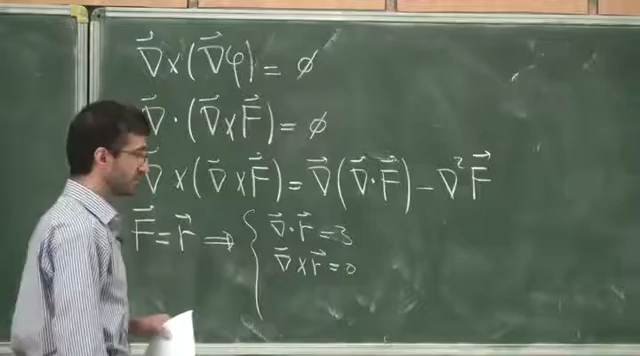 ∇⃗ × (∇⃗φ) = ∅
∇⃗ · (∇⃗ × F⃗) = ∅
∇⃗ × (∇⃗ × F⃗) = ∇⃗(∇⃗ · F⃗) − ∇²F⃗
F⃗ = r⃗ ⇒ { ∇⃗ · r⃗ = 3
∇⃗ × r⃗ = 0